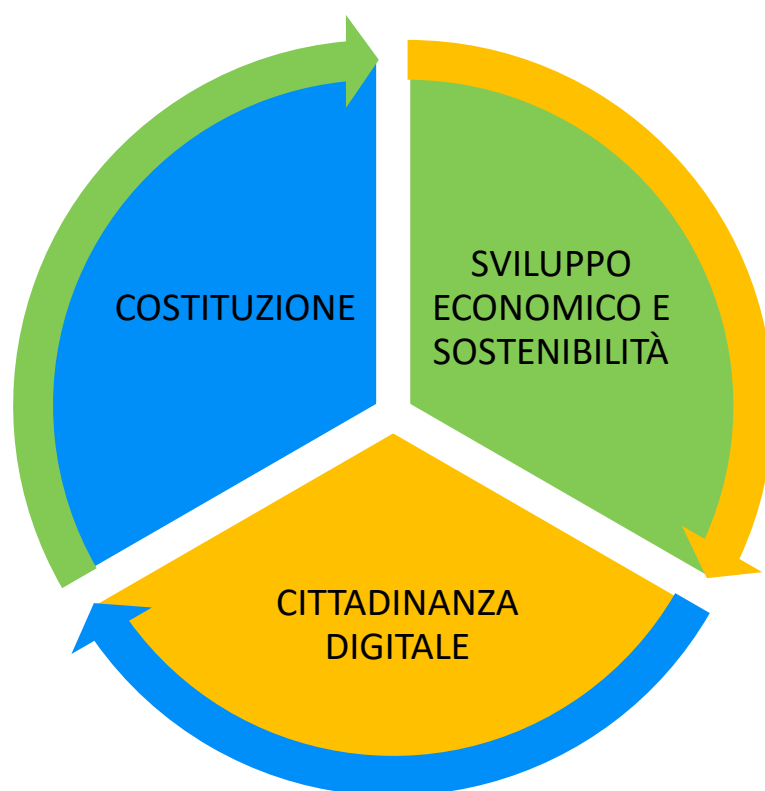 COSTITUZIONE
SVILUPPO
ECONOMICO E
SOSTENIBILITÀ
CITTADINANZA
DIGITALE